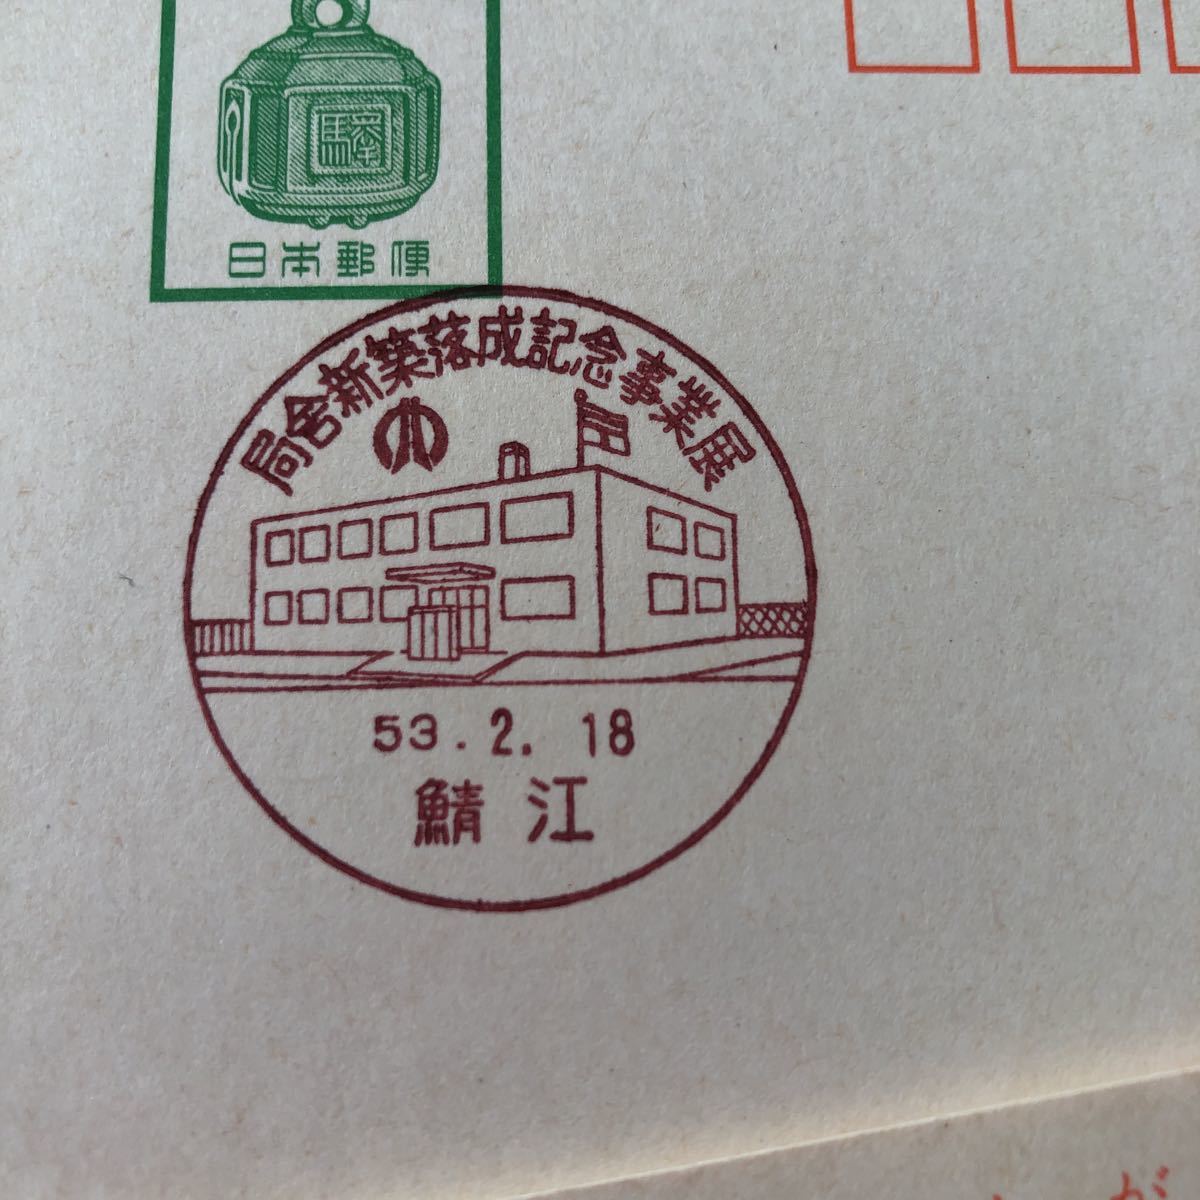 日本郵便
局舎新築落成記念事業展
53.2.18
鯖江
が